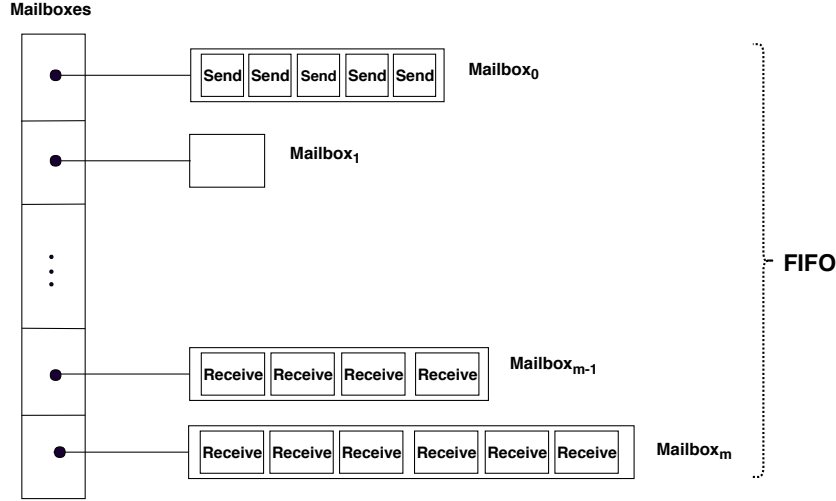 Mailboxes
Send Send Send Send Send
Mailbox0
Mailbox1
FIFO
Receive Receive Receive Receive
Mailboxm-1
Receive Receive Receive Receive Receive Receive
Mailboxm